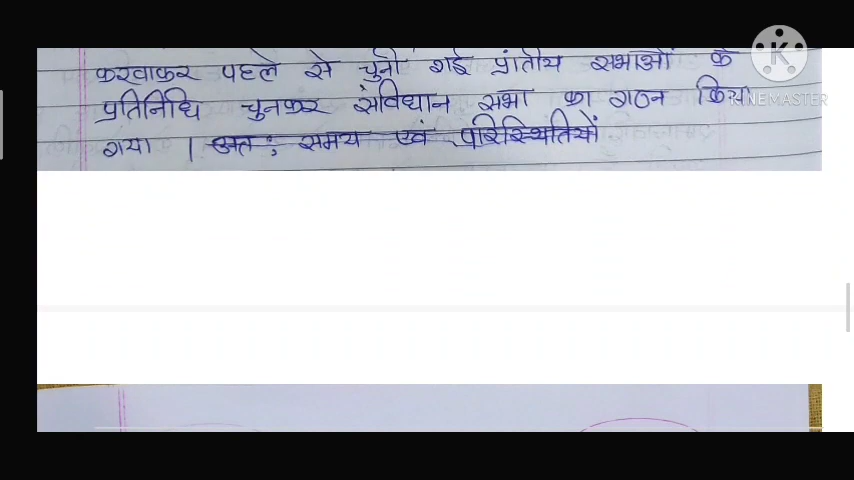 करवाकर पहले से चुनी गई प्रांतीय सभाओं के
प्रतिनिधि चुनकर संविधान सभा का गठन किया
गया । अत : समय एवं परिस्थितियों
KINEMASTER